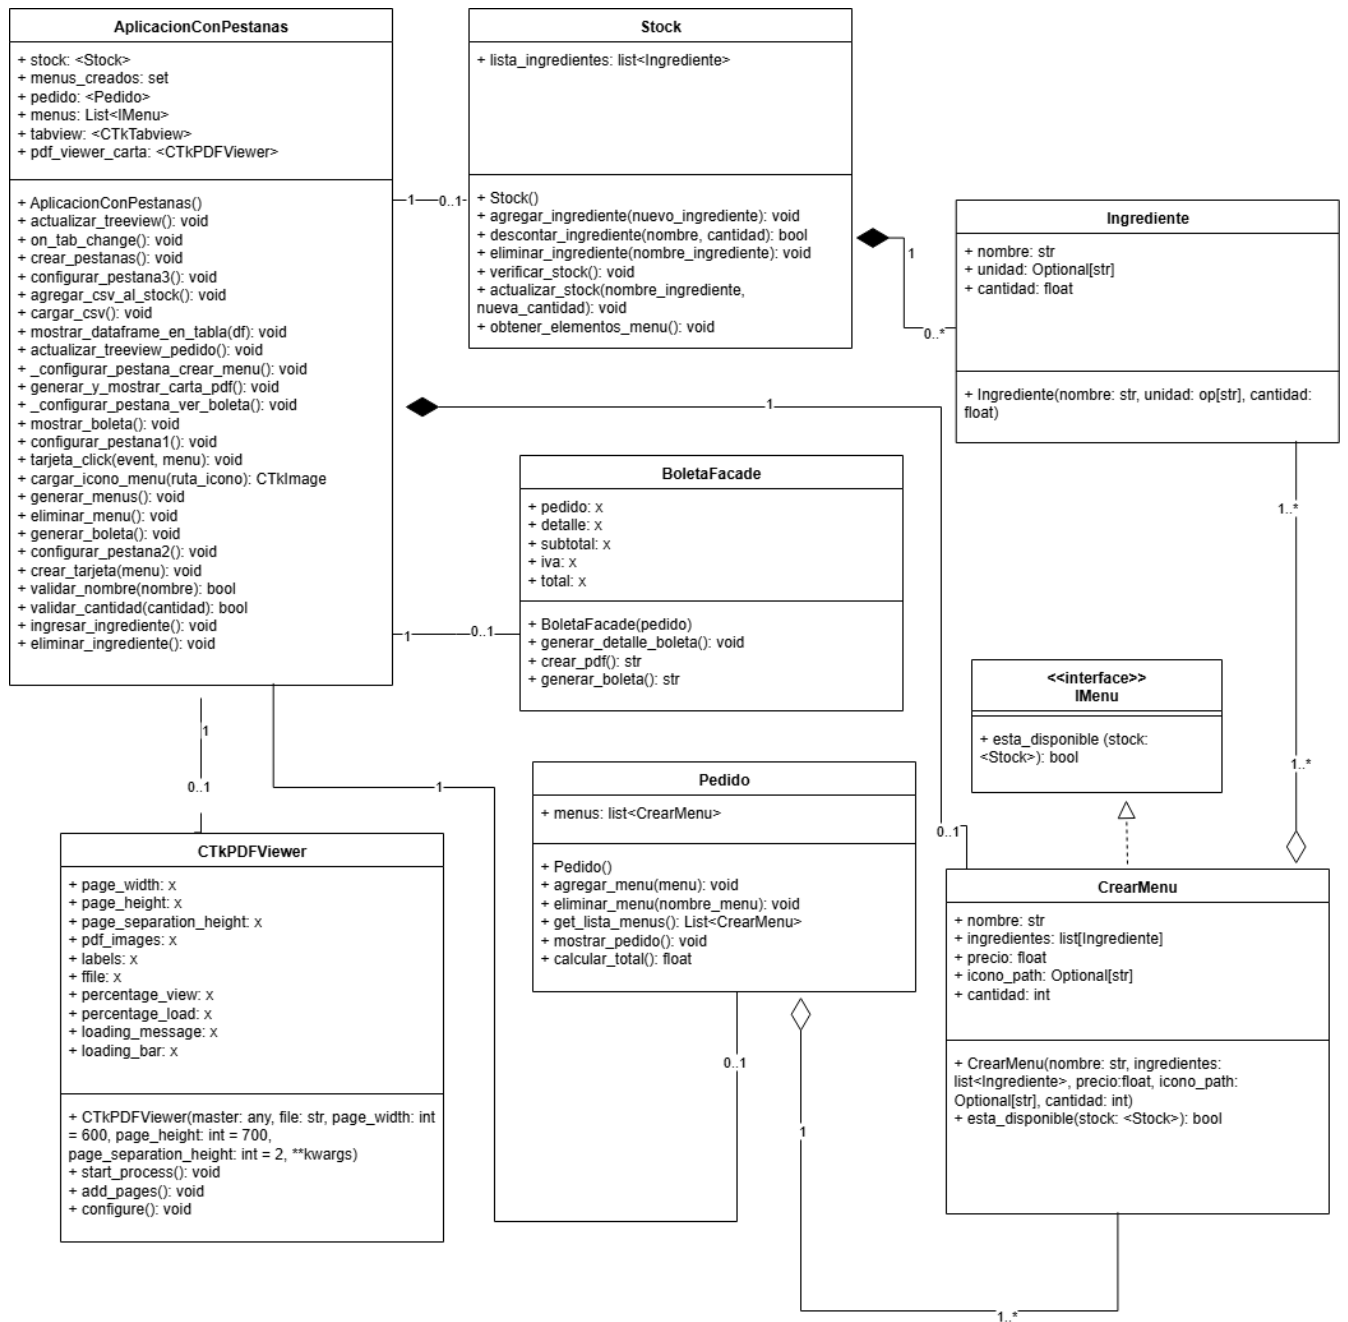 AplicacionConPestanas
+ stock: <Stock>
+ menus_creados: set
+ pedido: <Pedido>
+ menus: List<IMenu>
+ tabview: <CTkTabview>
+ pdf_viewer_carta: <CTkPDFViewer>
+ AplicacionConPestanas()
+ actualizar_treeview(): void
+ on_tab_change(): void
+ crear_pestanas(): void
+ configurar_pestana3(): void
+ agregar_csv_al_stock(): void
+ cargar_csv(): void
+ mostrar_dataframe_en_tabla(df): void
+ actualizar_treeview_pedido(): void
+ _configurar_pestana_crear_menu(): void
+ generar_y_mostrar_carta_pdf(): void
+ _configurar_pestana_ver_boleta(): void
+ mostrar_boleta(): void
+ configurar_pestana1(): void
+ tarjeta_click(event, menu): void
+ cargar_icono_menu(ruta_icono): CTkImage
+ generar_menus(): void
+ eliminar_menu(): void
+ generar_boleta(): void
+ configurar_pestana2(): void
+ crear_tarjeta(menu): void
+ validar_nombre(nombre): bool
+ validar_cantidad(cantidad): bool
+ ingresar_ingrediente(): void
+ eliminar_ingrediente(): void
1
0..1
Stock
+ lista_ingredientes: list<Ingrediente>
+ Stock()
+ agregar_ingrediente(nuevo_ingrediente): void
+ descontar_ingrediente(nombre, cantidad): bool
+ eliminar_ingrediente(nombre_ingrediente): void
+ verificar_stock(): void
+ actualizar_stock(nombre_ingrediente,
nueva_cantidad): void
+ obtener_elementos_menu(): void
1
0..*
Ingrediente
+ nombre: str
+ unidad: Optional[str]
+ cantidad: float
+ Ingrediente(nombre: str, unidad: op[str], cantidad:
float)
1
0..1
1..*
1..*
BoletaFacade
+ pedido: x
+ detalle: x
+ subtotal: x
+ iva: x
+ total: x
+ BoletaFacade(pedido)
+ generar_detalle_boleta(): void
+ crear_pdf(): str
+ generar_boleta(): str
1
0..1
<<interface>>
IMenu
+ esta_disponible (stock:
<Stock>): bool
1
0..1
CTkPDFViewer
+ page_width: x
+ page_height: x
+ page_separation_height: x
+ pdf_images: x
+ labels: x
+ ffile: x
+ percentage_view: x
+ percentage_load: x
+ loading_message: x
+ loading_bar: x
+ CTkPDFViewer(master: any, file: str, page_width: int
= 600, page_height: int = 700,
page_separation_height: int = 2, **kwargs)
+ start_process(): void
+ add_pages(): void
+ configure(): void
1
0..1
Pedido
+ menus: list<CrearMenu>
+ Pedido()
+ agregar_menu(menu): void
+ eliminar_menu(nombre_menu): void
+ get_lista_menus(): List<CrearMenu>
+ mostrar_pedido(): void
+ calcular_total(): float
1
1..*
CrearMenu
+ nombre: str
+ ingredientes: list[Ingrediente]
+ precio: float
+ icono_path: Optional[str]
+ cantidad: int
+ CrearMenu(nombre: str, ingredientes:
list<Ingrediente>, precio:float, icono_path:
Optional[str], cantidad: int)
+ esta_disponible(stock: <Stock>): bool